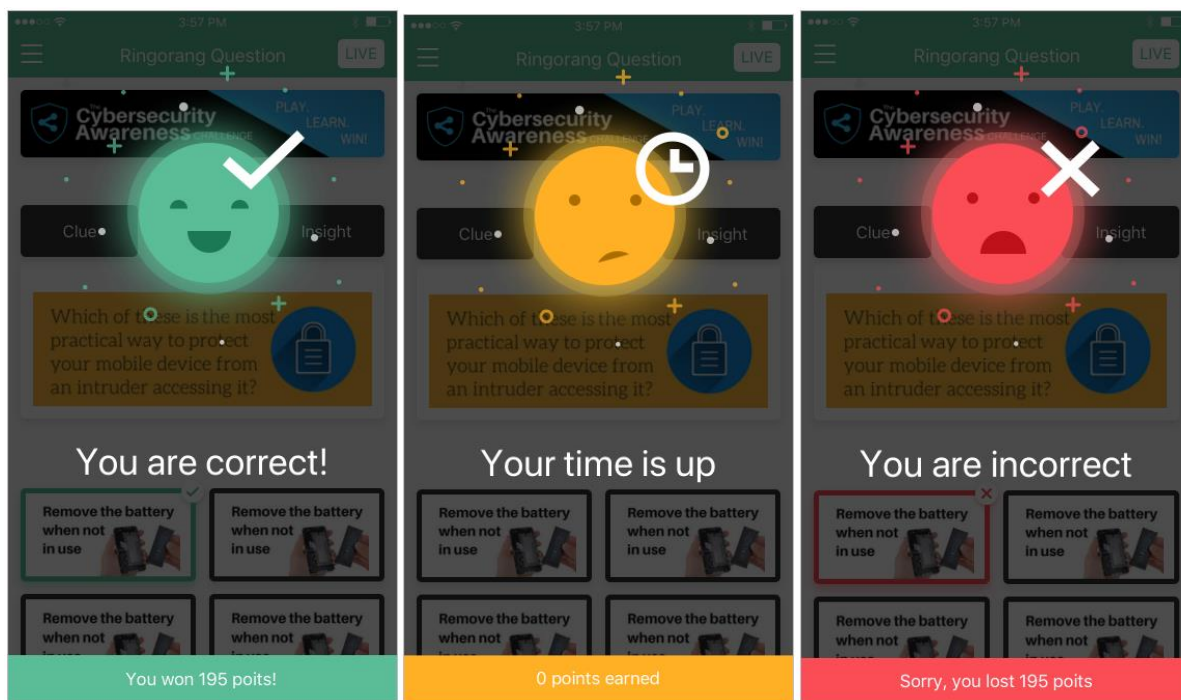 3:57 PM
Ringorang Question
LIVE
The
Cybersecurity
Awareness CHALLENGE
PLAY.
LEARN.
WIN!
Clue
Insight
Which of these is the most
practical way to protect
your mobile device from
an intruder accessing it?
You are correct!
Remove the battery
when not
in use
Remove the battery
when not
in use
Remove the battery
when not
Remove the battery
when not
You won 195 poits!
3:57 PM
Ringorang Question
LIVE
The
Cybersecurity
Awareness CHALLENGE
PLAY.
LEARN.
WIN!
Clue
Insight
Which of these is the most
practical way to protect
your mobile device from
an intruder accessing it?
Your time is up
Remove the battery
when not
in use
Remove the battery
when not
in use
Remove the battery
when not
Remove the battery
when not
0 points earned
3:57 PM
Ringorang Question
LIVE
The
Cybersecurity
Awareness CHALLENGE
PLAY.
LEARN.
WIN!
Clue
Insight
Which of these is the most
practical way to protect
your mobile device from
an intruder accessing it?
You are incorrect
Remove the battery
when not
in use
Remove the battery
when not
in use
Remove the battery
when not
Remove the battery
when not
Sorry, you lost 195 poits